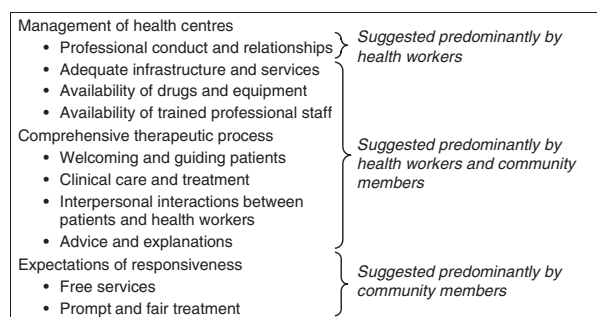 Management of health centres
• Professional conduct and relationships
Suggested predominantly by
health workers
• Adequate infrastructure and services
• Availability of drugs and equipment
• Availability of trained professional staff
Comprehensive therapeutic process
• Welcoming and guiding patients
• Clinical care and treatment
• Interpersonal interactions between
patients and health workers
• Advice and explanations
Suggested predominantly by
health workers and community
members
Expectations of responsiveness
• Free services
• Prompt and fair treatment
Suggested predominantly by
community members